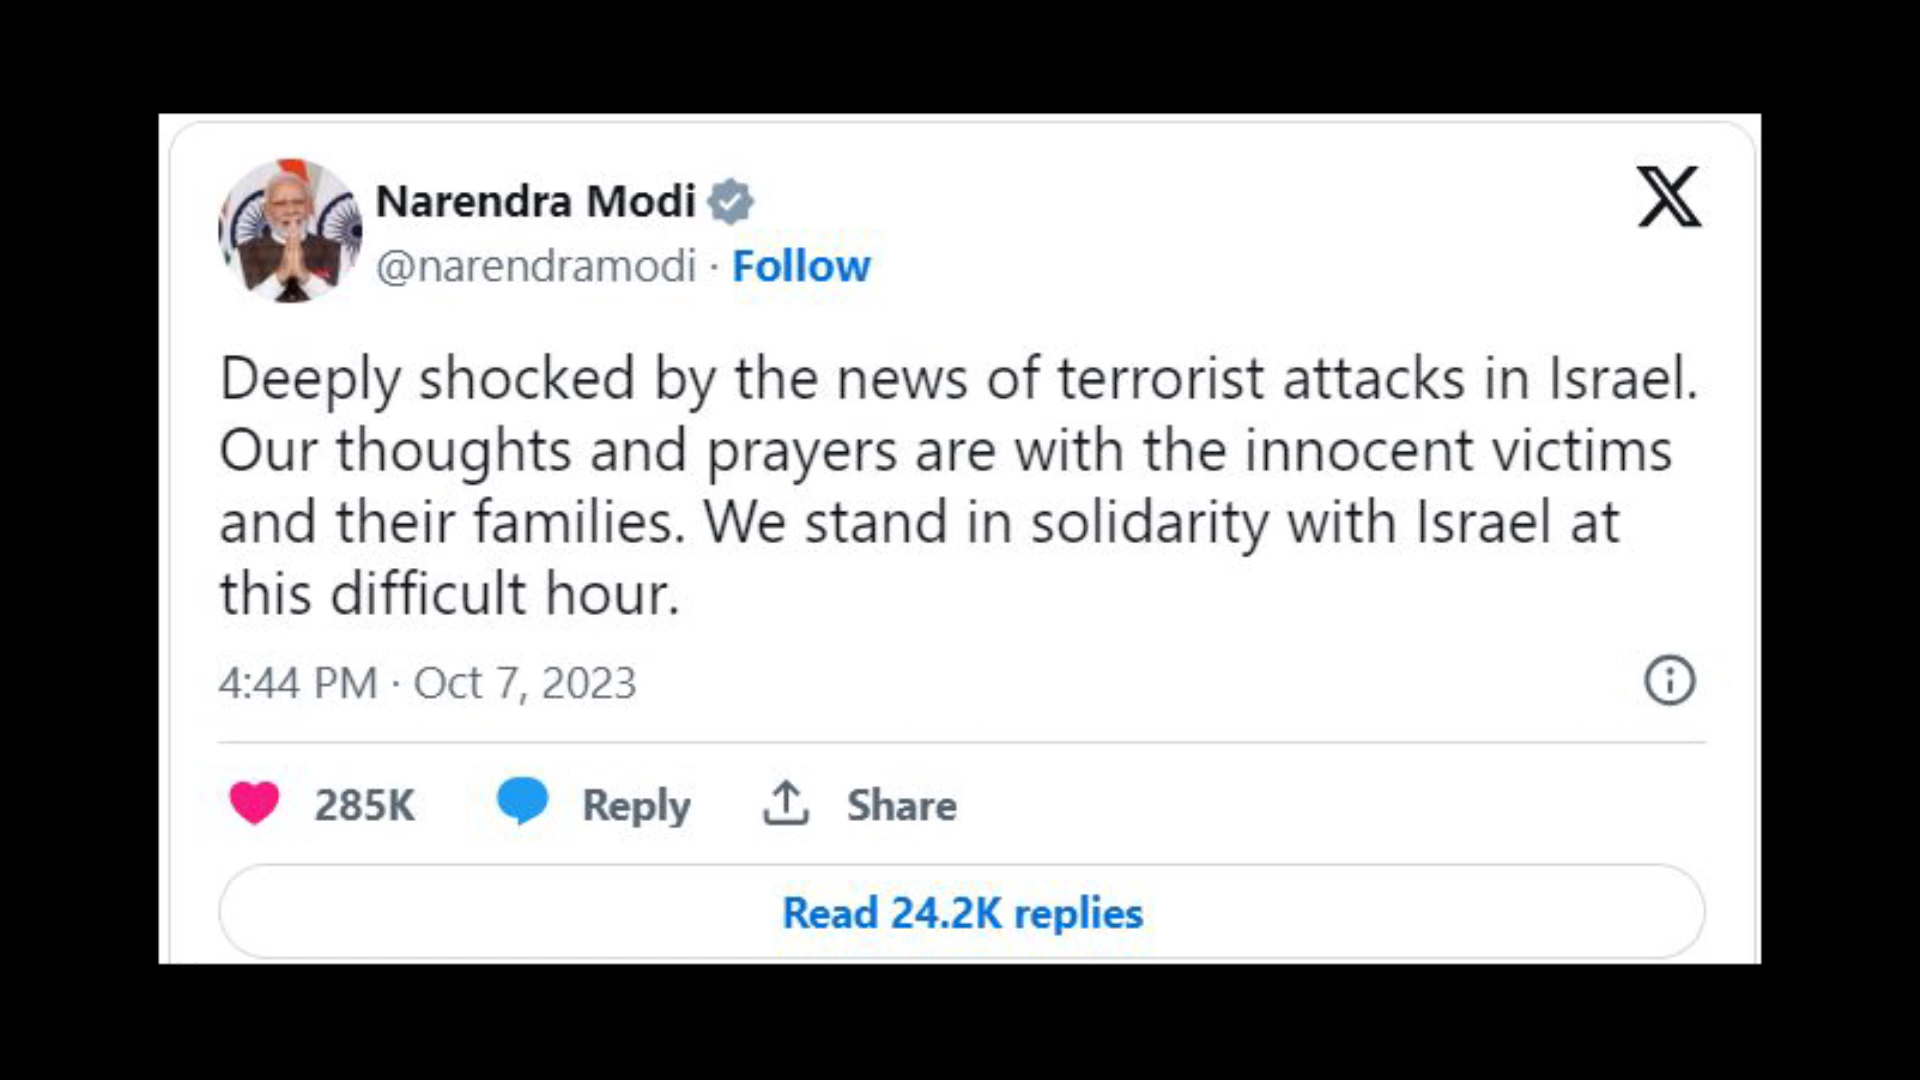 Narendra Modi
@narendramodi · Follow
Deeply shocked by the news of terrorist attacks in Israel.
Our thoughts and prayers are with the innocent victims
and their families. We stand in solidarity with Israel at
this difficult hour.
4:44 PM · Oct 7, 2023
285K Reply Share
Read 24.2K replies